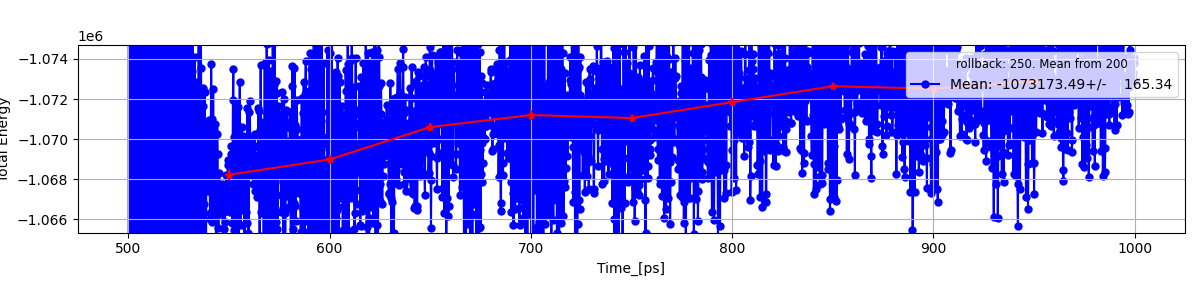 1e6
−1.074
−1.072
−1.070
−1.068
−1.066
Total Energy
rollback: 250. Mean from 200
Mean: -1073173.49+/- 165.34
500
600
700
800
900
1000
Time_[ps]